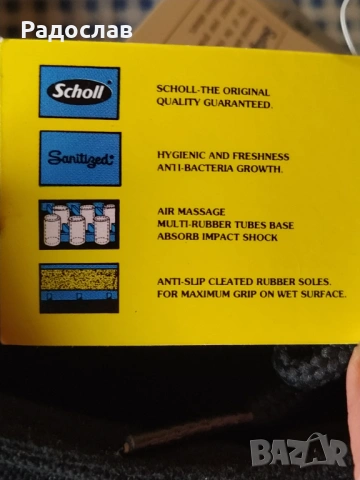 Радослав
Scholl
SCHOLL-THE ORIGINAL
QUALITY GUARANTEED.
Sanitized
HYGIENIC AND FRESHNESS
ANTI-BACTERIA GROWTH.
AIR MASSAGE
MULTI-RUBBER TUBES BASE
ABSORB IMPACT SHOCK
ANTI-SLIP CLEATED RUBBER SOLES.
FOR MAXIMUM GRIP ON WET SURFACE.
BAZAR